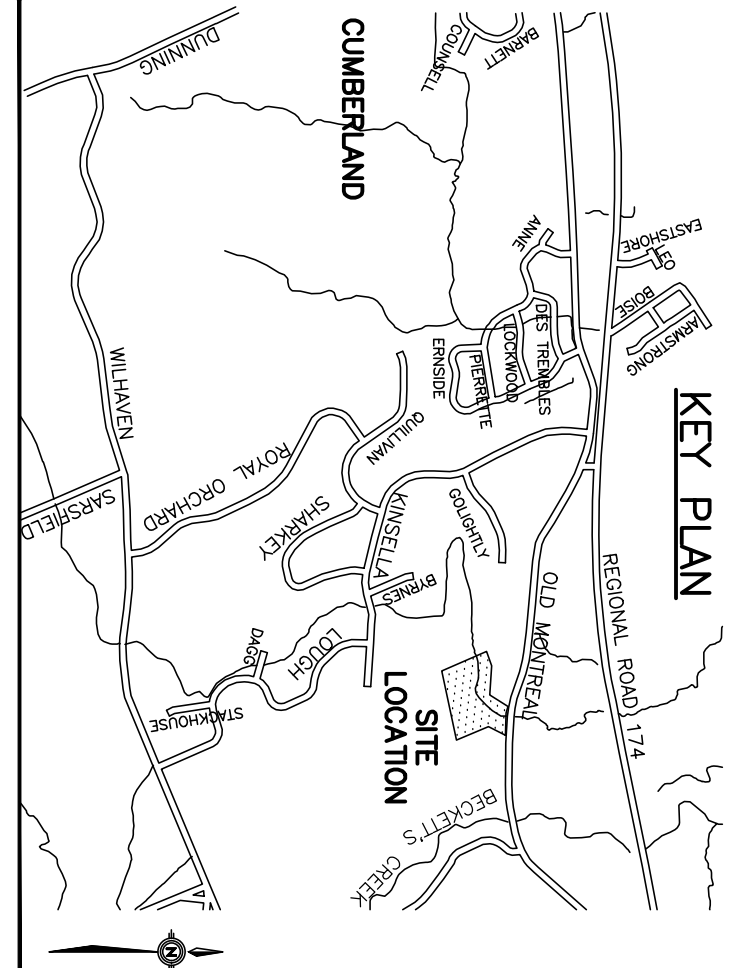 KEY PLAN
REGIONAL ROAD 174
OLD MONTREAL
EASTSHORE
LEO
BOISE
ARMSTRONG
BARNETT
COUNSELL
ANNE
DES TREMBLES
LOCKWOOD
PIERRETTE
ERNSIDE
GOLIGHTLY
QUILLIVAN
KINSELLA
BYRNES
SHARKEY
ROYAL ORCHARD
LOUGH
DAGG
STACKHOUSE
SITE
LOCATION
BECKETT'S
CREEK
CUMBERLAND
DUNNING
WILHAVEN
SARSFIELD
N